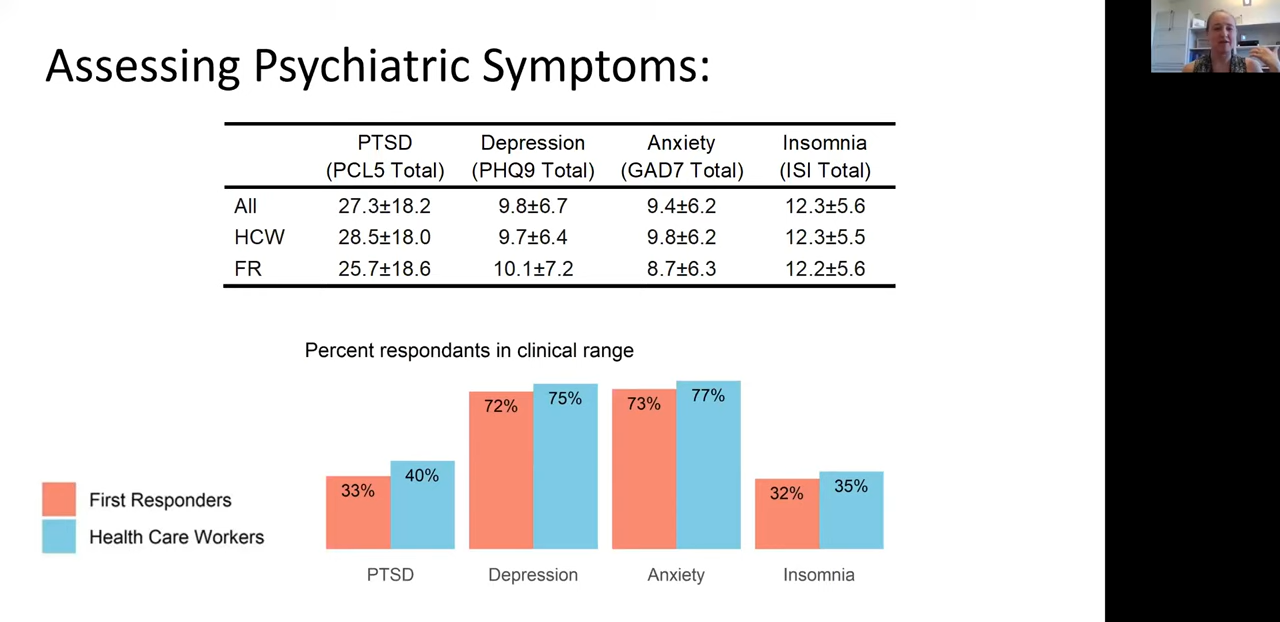 Assessing Psychiatric Symptoms:
PTSD Depression Anxiety Insomnia
(PCL5 Total) (PHQ9 Total) (GAD7 Total) (ISI Total)
All 27.3±18.2 9.8±6.7 9.4±6.2 12.3±5.6
HCW 28.5±18.0 9.7±6.4 9.8±6.2 12.3±5.5
FR 25.7±18.6 10.1±7.2 8.7±6.3 12.2±5.6
Percent respondants in clinical range
33% 40% 72% 75% 73% 77% 32% 35%
First Responders
Health Care Workers
PTSD Depression Anxiety Insomnia